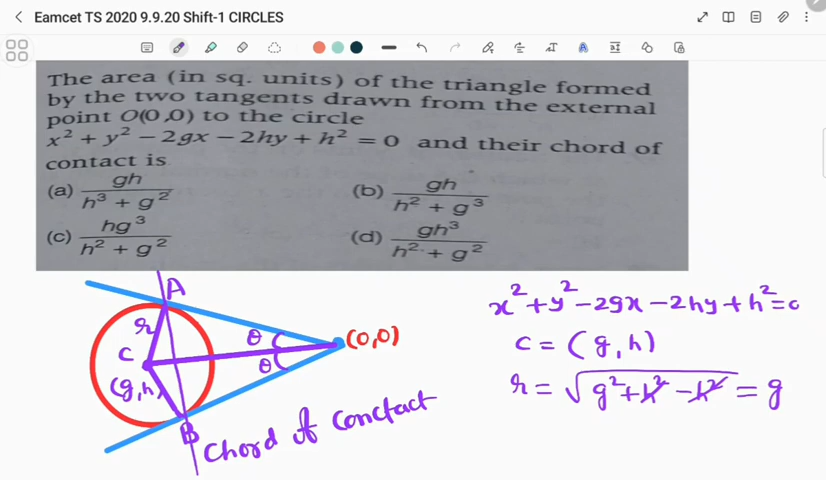 Eamcet TS 2020 9.9.20 Shift-1 CIRCLES
The area (in sq. units) of the triangle formed
by the two tangents drawn from the external
point O(0,0) to the circle
x² + y² − 2gx − 2hy + h² = 0 and their chord of
contact is
(a) gh / (h³ + g²)
(b) gh / (h² + g³)
(c) hg³ / (h² + g²)
(d) gh³ / (h² + g²)
A
r
θ
(0,0)
C
θ
(g,h)
B
Chord of Conctact
x² + y² − 2gx − 2hy + h² = 0
c = (g, h)
r = √(g² + h² − h²) = g